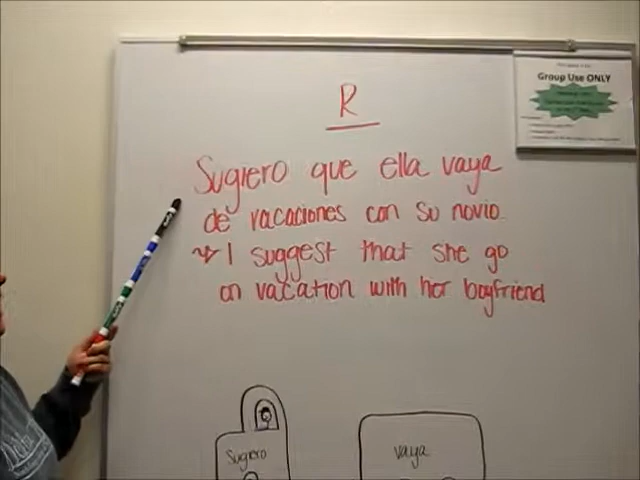 Group Use ONLY
R
Sugiero que ella vaya
de vacaciones con su novio.
I suggest that she go
on vacation with her boyfriend
Sugiero
vaya